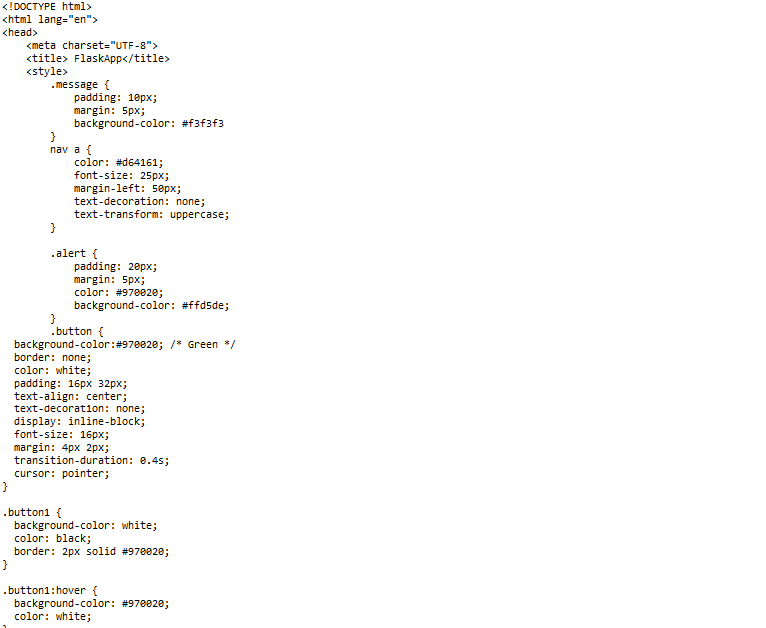 <!DOCTYPE html>
<html lang="en">
<head>
    <meta charset="UTF-8">
    <title> FlaskApp</title>
    <style>
        .message {
            padding: 10px;
            margin: 5px;
            background-color: #f3f3f3
        }
        nav a {
            color: #d64161;
            font-size: 25px;
            margin-left: 50px;
            text-decoration: none;
            text-transform: uppercase;
        }

        .alert {
            padding: 20px;
            margin: 5px;
            color: #970020;
            background-color: #ffd5de;
        }
        .button {
  background-color:#970020; /* Green */
  border: none;
  color: white;
  padding: 16px 32px;
  text-align: center;
  text-decoration: none;
  display: inline-block;
  font-size: 16px;
  margin: 4px 2px;
  transition-duration: 0.4s;
  cursor: pointer;
}

.button1 {
  background-color: white;
  color: black;
  border: 2px solid #970020;
}

.button1:hover {
  background-color: #970020;
  color: white;
}